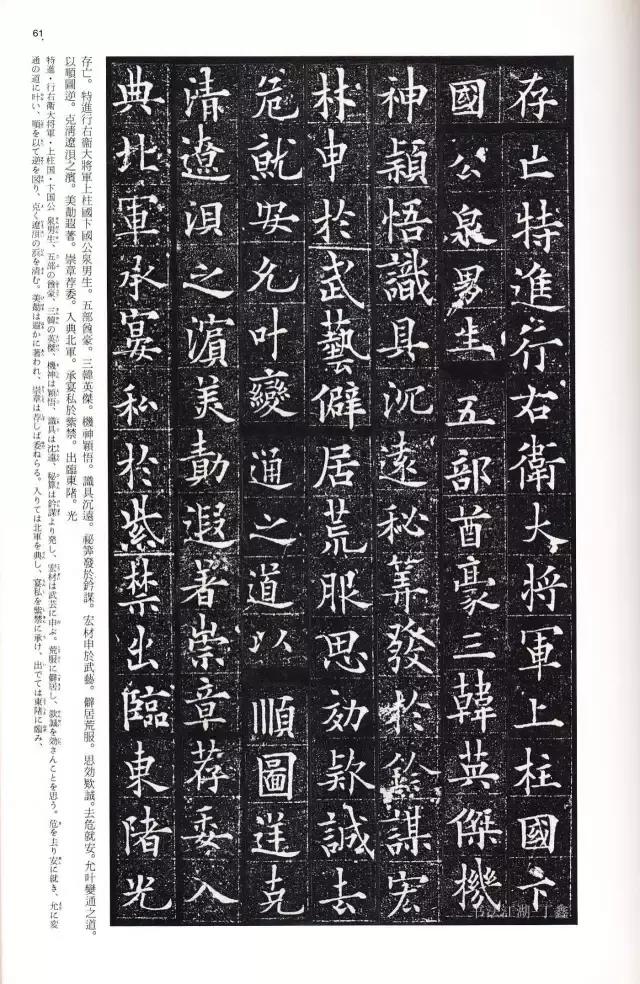 61
存亡特進行右衛大將軍上柱國卞
國公泉男生五部酋豪三韓英傑機
神穎悟識具沉遠秘筭發於鈐謀宏
材申於武藝僻居荒服思効欵誠去
危就安允叶變通之道以順圖逆克
清遼浿之濱美勣遐著崇章荐委入
典北軍承宴私於紫禁出臨東陼光
存亡。特進行右衛大將軍上柱國卞國公泉男生。五部酋豪。三韓英傑。機神穎悟。識具沉遠。祕筭發於鈐謀。宏材申於武藝。僻居荒服。思効欵誠。去危就安。允叶變通之道。
以順圖逆。克淸遼浿之濱。美勣遐著。崇章荐委。入典北軍。承宴私於紫禁。出臨東陼。光
特進・行右衛大将軍・上柱国・卞国公 泉男生、五部の酋豪、三韓の英傑、機神は穎悟、識具は沈遠、秘算は鈐謀より発し、宏材は武芸に申ぶ。荒服に僻居し、欵誠を効さんことを思う。危を去り安に就き、允に変
通の道に叶い、順を以て逆を図り、克く遼浿の浜を清む。美勣は遐かに著われ、崇章は荐しば委ねらる。入りては北軍を典し、宴私を紫禁に承け、出でては東陼に臨み、
书法江湖 丁鑫